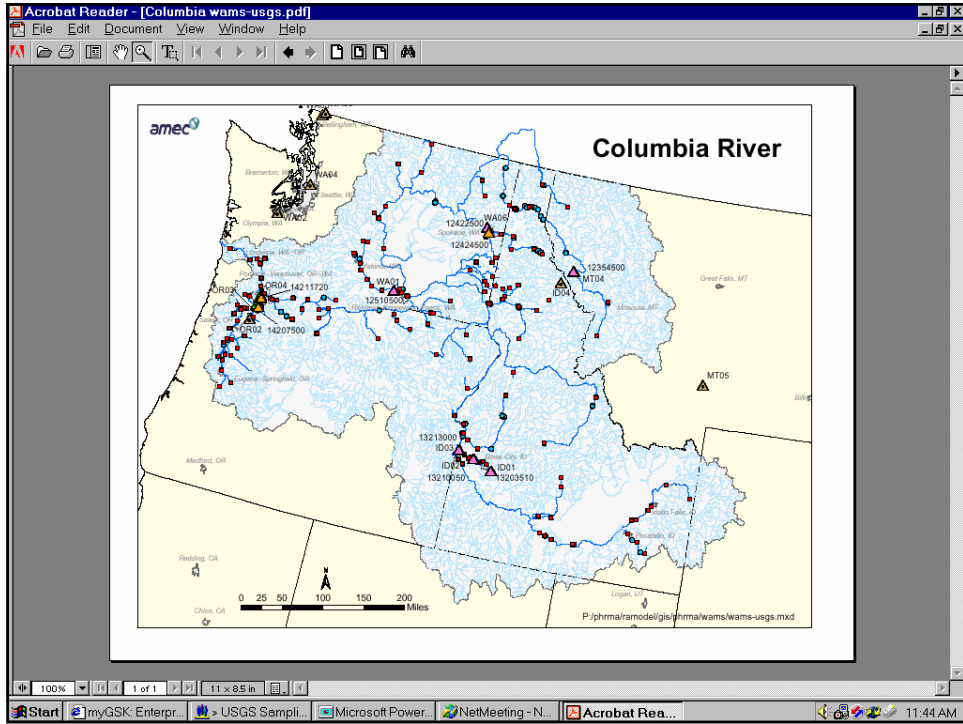 Acrobat Reader - [Columbia wams-usgs.pdf]
File Edit Document View Window Help
amec
Columbia River
Bellingham, WA
Bremerton, WA
WA04
Seattle, WA
WA02
Olympia, WA
WA06
12422500
Spokane, WA
12424500
12354500
MT04
ID04
Great Falls, MT
Missoula, MT
Yakima, WA
WA01
12510500
Portland-Vancouver, OR-WA
OR03
OR04 14211720
OR02 14207500
Eugene-Springfield, OR
MT05
13213000
ID03
Boise City, ID
ID02
ID01
13210050
13203510
Medford, OR
Idaho Falls, ID
Pocatello, ID
Redding, CA
Logan, UT
Chico, CA
N
0 25 50 100 150 200
Miles
P:/phrma/ramodel/gis/phrma/wams/wams-usgs.mxd
100% 1 of 1 11 x 8.5 in
Start myGSK: Enterpr... » USGS Sampli... Microsoft Power... NetMeeting - N... Acrobat Rea... 11:44 AM